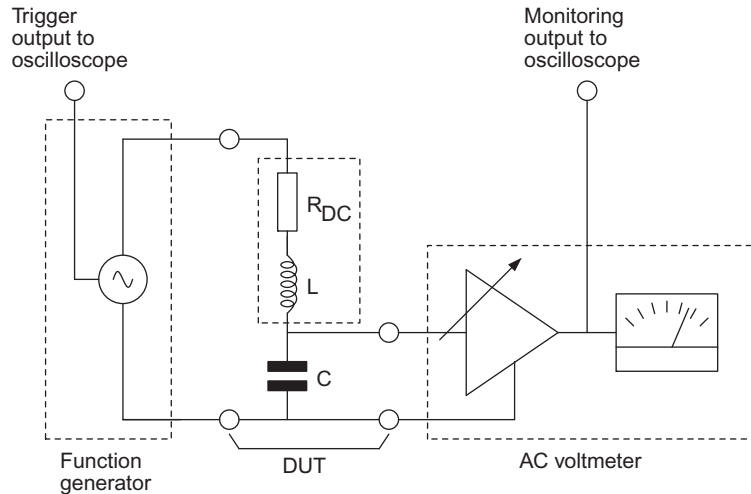 Trigger
output to
oscilloscope
Monitoring
output to
oscilloscope
RDC
L
C
DUT
Function
generator
AC voltmeter